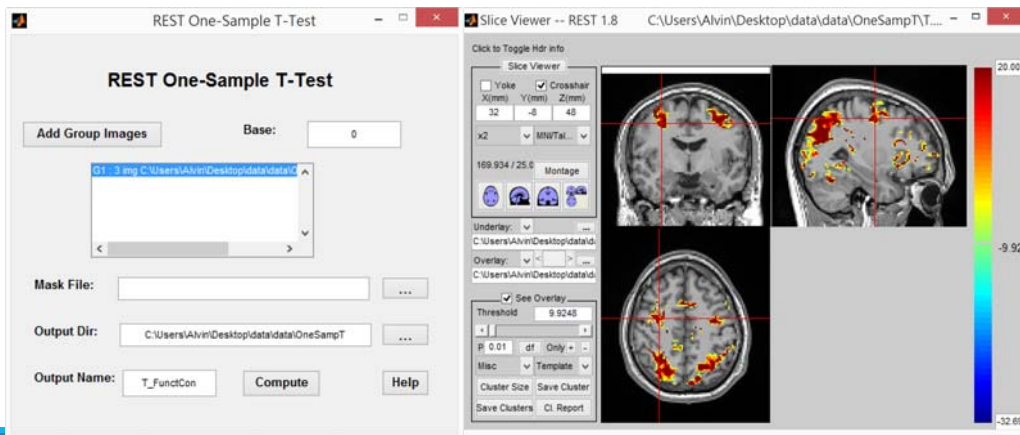 REST One-Sample T-Test
REST One-Sample T-Test
Add Group Images
Base:
0
G1 : 3 img C:\Users\Alvin\Desktop\data\data\O
Mask File:
...
Output Dir:
C:\Users\Alvin\Desktop\data\data\OneSampT
...
Output Name:
T_FunctCon
Compute
Help
Slice Viewer -- REST 1.8 C:\Users\Alvin\Desktop\data\data\OneSampT\T....
Click to Toggle Hdr info
Slice Viewer
Yoke Crosshair
X(mm) Y(mm) Z(mm)
32 -8 48
x2 MNI/Tal...
169.934 / 25.0
Montage
Underlay: ...
C:\Users\Alvin\Desktop\data\da
Overlay: < > ...
C:\Users\Alvin\Desktop\data\da
See Overlay
Threshold 9.9248
P 0.01 df Only + -
Misc Template
Cluster Size Save Cluster
Save Clusters Cl. Report
20.00
-9.92
-32.69